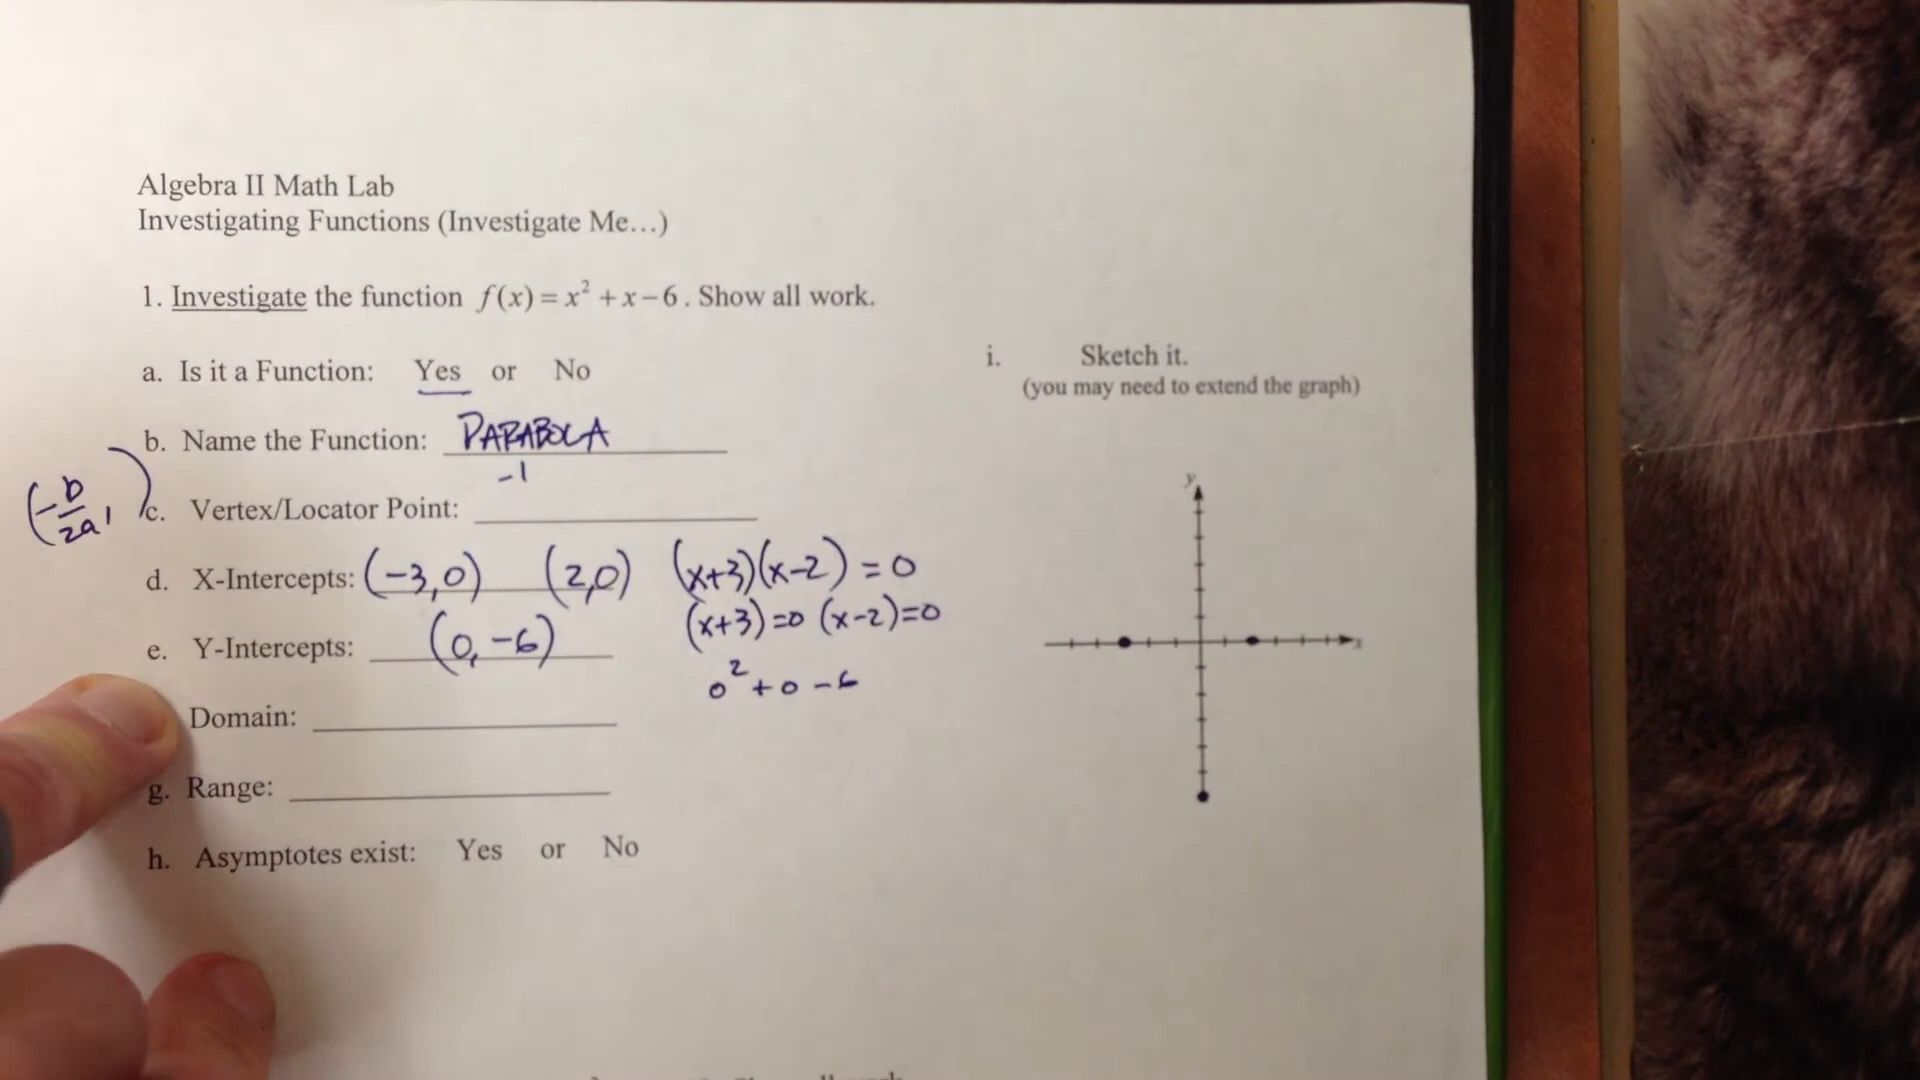 Algebra II Math Lab
Investigating Functions (Investigate Me...)
1. Investigate the function f(x) = x² + x − 6. Show all work.
a. Is it a Function: Yes or No
b. Name the Function: PARABOLA
-1
(-b/2a, )
c. Vertex/Locator Point:
d. X-Intercepts: (-3,0) (2,0) (x+3)(x-2) = 0
(x+3)=0 (x-2)=0
e. Y-Intercepts: (0,-6)
0² + 0 - 6
Domain:
g. Range:
h. Asymptotes exist: Yes or No
i. Sketch it.
(you may need to extend the graph)
y
x